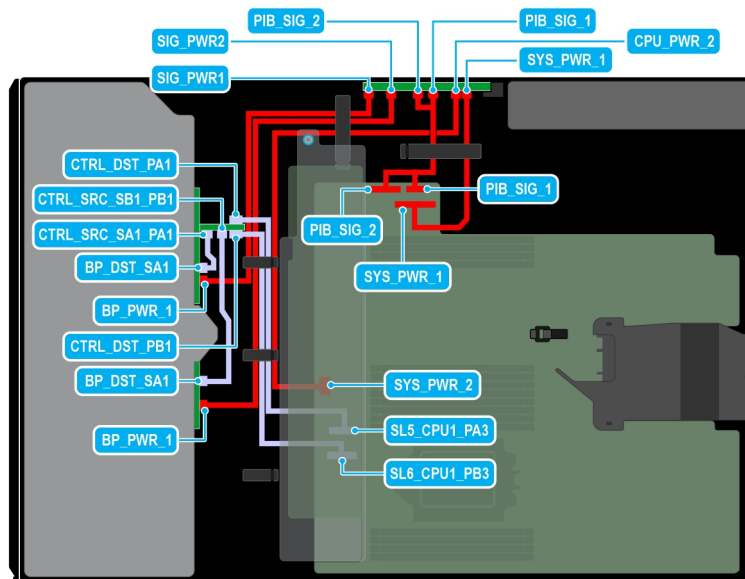 PIB_SIG_2
PIB_SIG_1
SIG_PWR2
CPU_PWR_2
SYS_PWR_1
SIG_PWR1
CTRL_DST_PA1
CTRL_SRC_SB1_PB1
CTRL_SRC_SA1_PA1
BP_DST_SA1
BP_PWR_1
CTRL_DST_PB1
BP_DST_SA1
BP_PWR_1
PIB_SIG_1
PIB_SIG_2
SYS_PWR_1
SYS_PWR_2
SL5_CPU1_PA3
SL6_CPU1_PB3